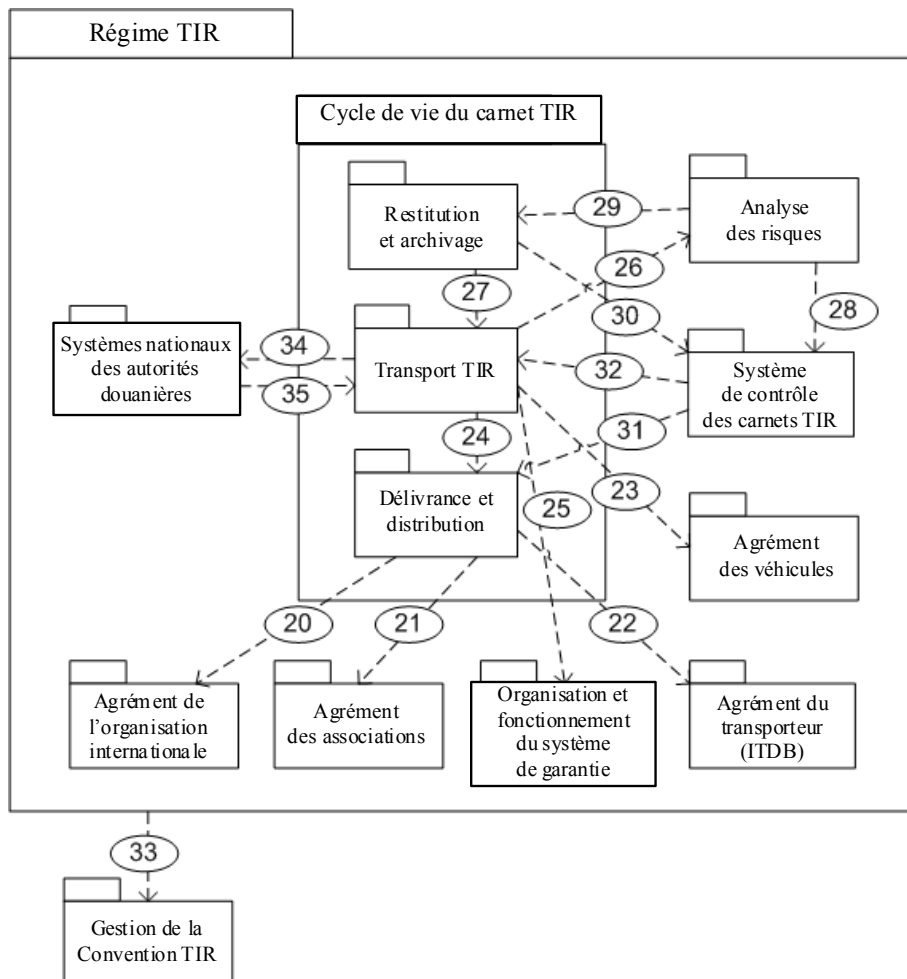 Régime TIR
Cycle de vie du carnet TIR
Restitution
et archivage
29
Analyse
des risques
26
27
30
28
Systèmes nationaux
des autorités
douanières
34
35
Transport TIR
32
Système
de contrôle
des carnets TIR
24
31
23
Délivrance et
distribution
25
Agrément
des véhicules
20
21
22
Agrément de
l'organisation
internationale
Agrément
des associations
Organisation et
fonctionnement
du système
de garantie
Agrément du
transporteur
(ITDB)
33
Gestion de la
Convention TIR